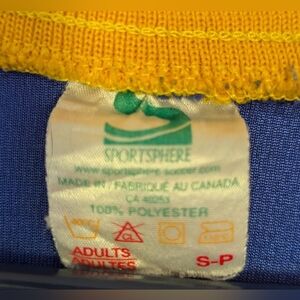 SPORTSPHERE
www.sportsphere-soccer.com
MADE IN / FABRIQUÉ AU CANADA
CA 40253
100% POLYESTER
ADULTS
ADULTES
S-P